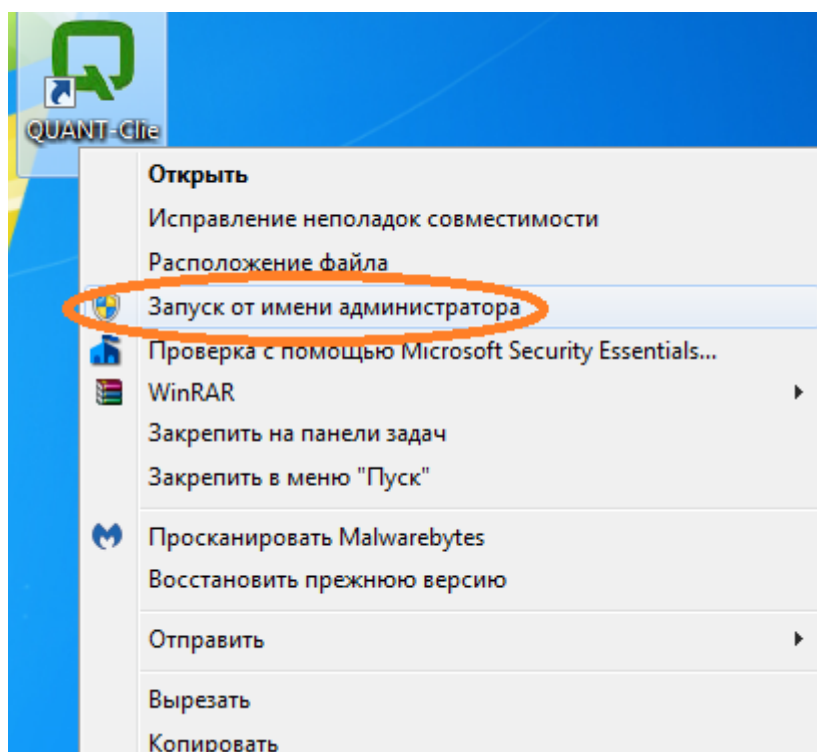 QUANT-Clie
Открыть
Исправление неполадок совместимости
Расположение файла
Запуск от имени администратора
Проверка с помощью Microsoft Security Essentials...
WinRAR
Закрепить на панели задач
Закрепить в меню "Пуск"
Просканировать Malwarebytes
Восстановить прежнюю версию
Отправить
Вырезать
Копировать